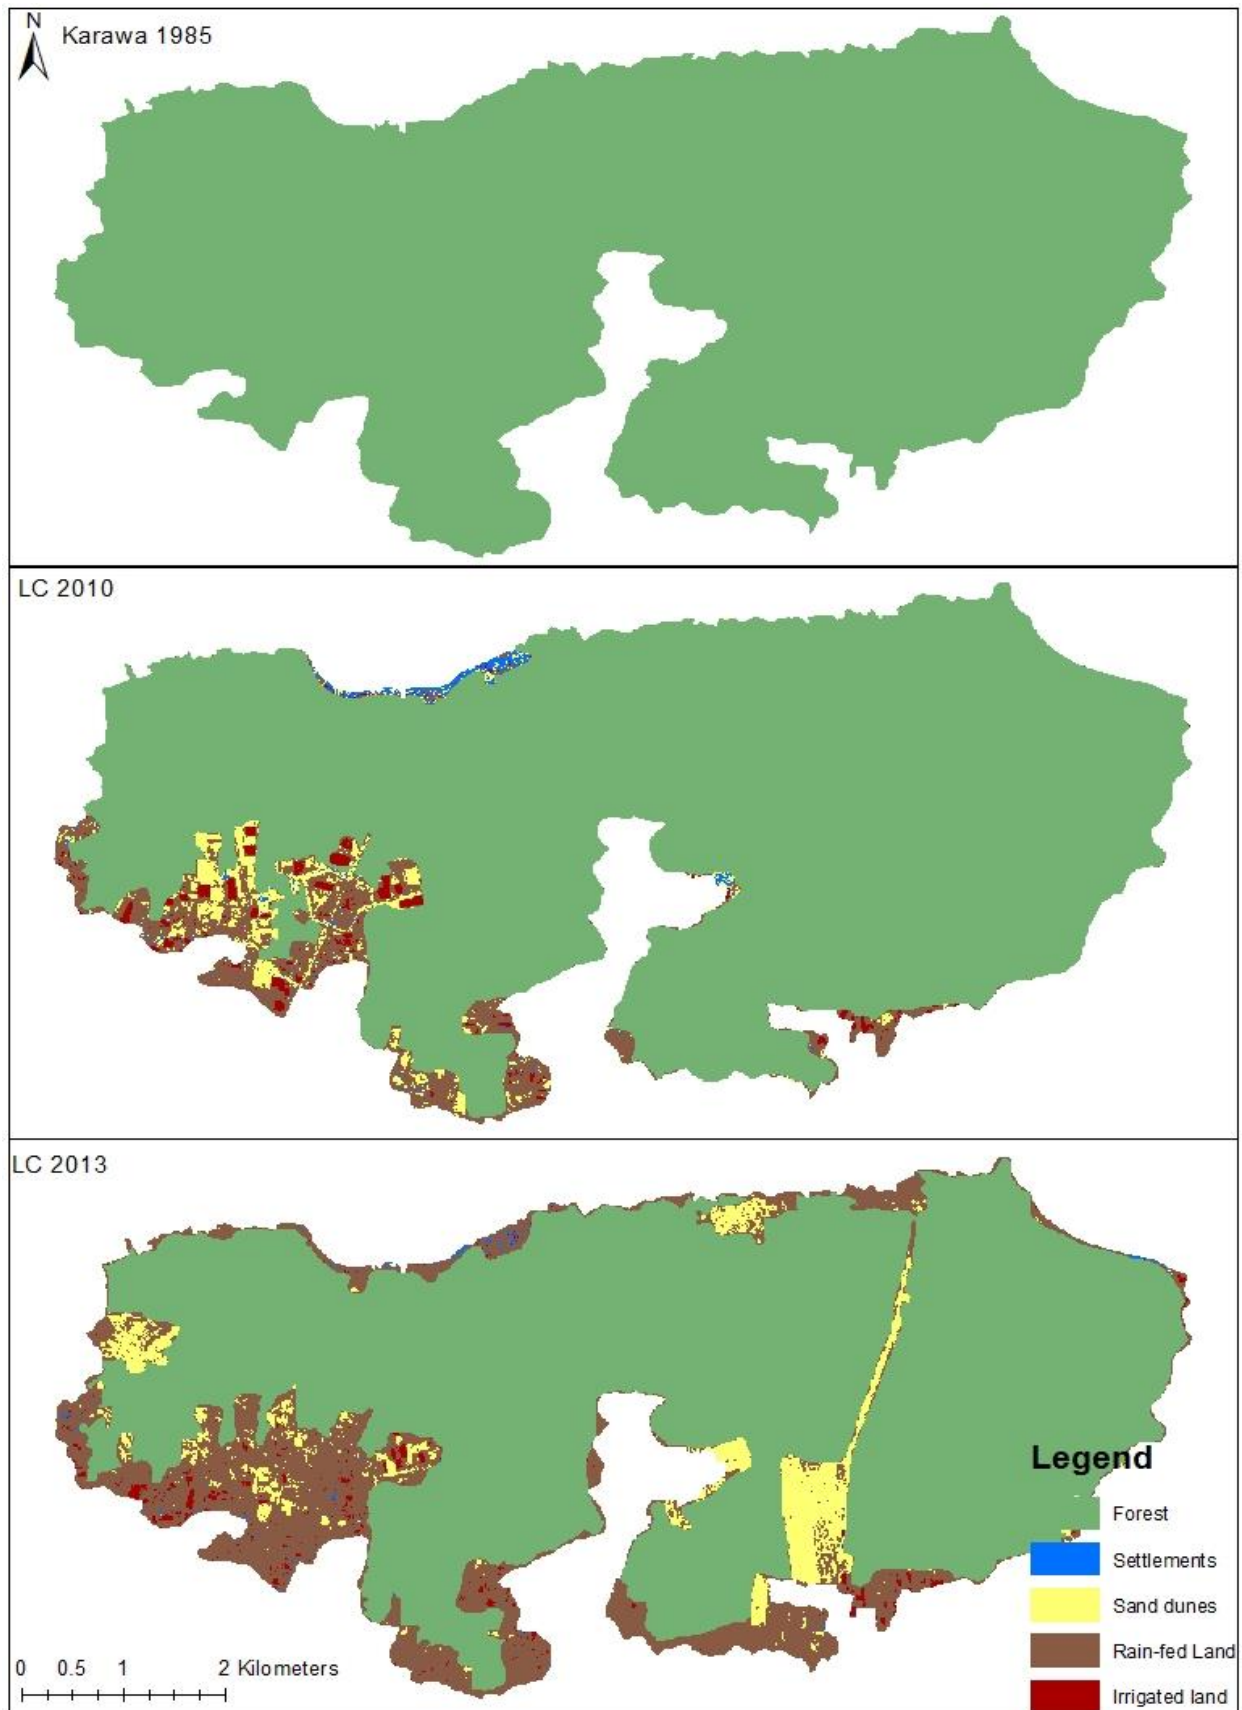 N
Karawa 1985
LC 2010
LC 2013
Legend
Forest
Settlements
Sand dunes
Rain-fed Land
Irrigated land
0 0.5 1 2 Kilometers